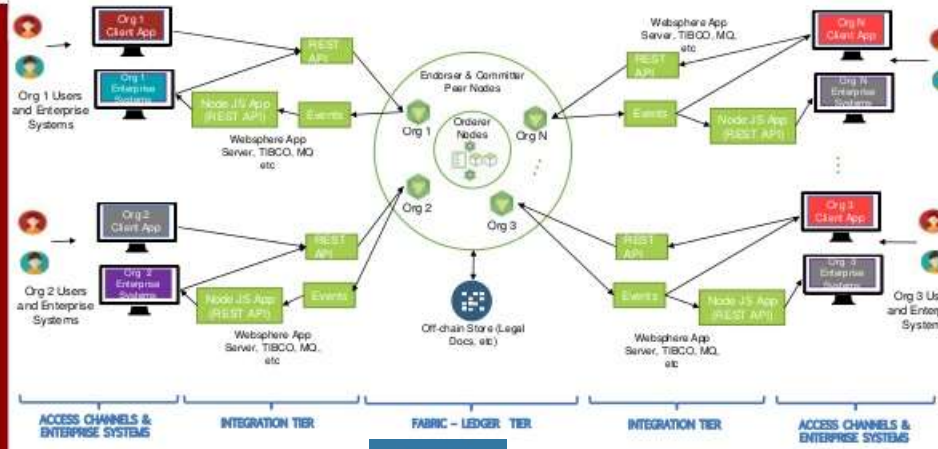 Org 1
Client App
Org 1
Enterprise
Systems
Org 1 Users
and Enterprise
Systems
REST
API
Node JS App
(REST API)
Events
Websphere App
Server, TIBCO, MQ
etc
Org 2
Client App
Org 2
Enterprise
Systems
Org 2 Users
and Enterprise
Systems
REST
API
Node JS App
(REST API)
Events
Websphere App
Server, TIBCO, MQ,
etc
Endorser & Committer
Peer Nodes
Orderer
Nodes
Org 1
Org N
Org 2
Org 3
Off-chain Store (Legal
Docs, etc)
Websphere App
Server, TIBCO, MQ,
etc
REST
API
Events
Node JS App
(REST API)
Org N
Client App
Org N
Enterprise
Systems
REST
API
Events
Node JS App
(REST API)
Websphere App
Server, TIBCO, MQ,
etc
Org 3
Client App
Org 3
Enterprise
Systems
Org 3 Us
and Enterpris
System
ACCESS CHANNELS &
ENTERPRISE SYSTEMS
INTEGRATION TIER
FABRIC – LEDGER TIER
INTEGRATION TIER
ACCESS CHANNELS &
ENTERPRISE SYSTEMS